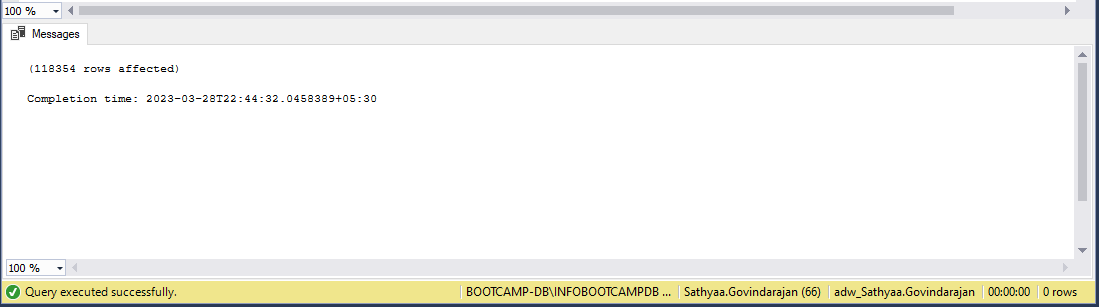 100 %
Messages
(118354 rows affected)
Completion time: 2023-03-28T22:44:32.0458389+05:30
100 %
Query executed successfully. BOOTCAMP-DB\INFOBOOTCAMPDB ... Sathyaa.Govindarajan (66) adw_Sathyaa.Govindarajan 00:00:00 0 rows